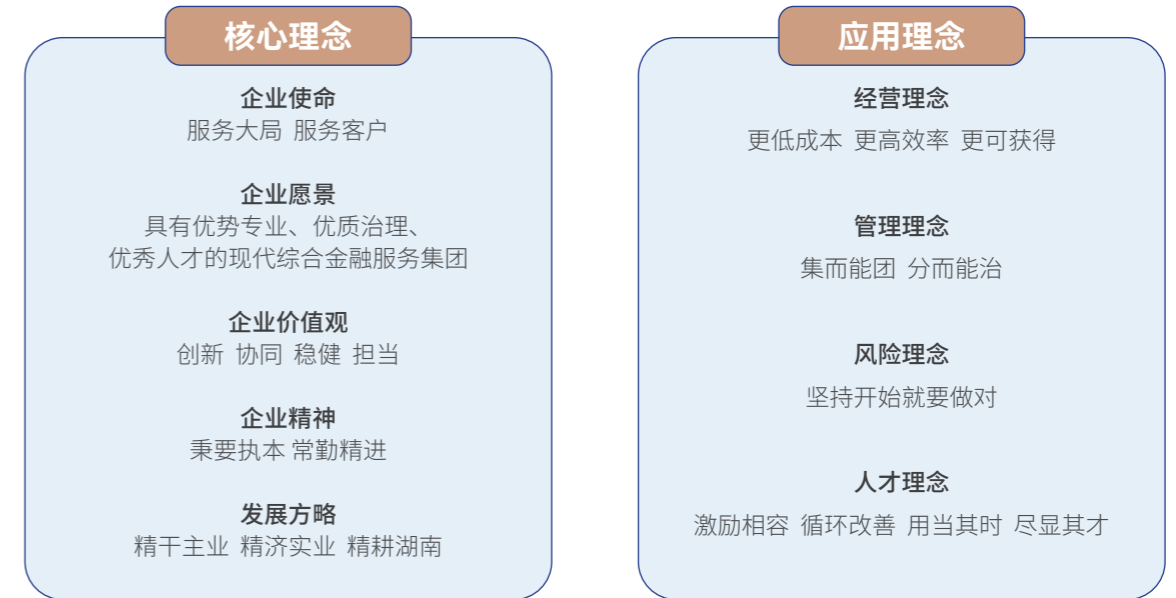 核心理念
企业使命
服务大局 服务客户
企业愿景
具有优势专业、优质治理、
优秀人才的现代综合金融服务集团
企业价值观
创新 协同 稳健 担当
企业精神
秉要执本 常勤精进
发展方略
精干主业 精济实业 精耕湖南
应用理念
经营理念
更低成本 更高效率 更可获得
管理理念
集而能团 分而能治
风险理念
坚持开始就要做对
人才理念
激励相容 循环改善 用当其时 尽显其才